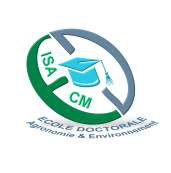 ISA
CM
ECOLE DOCTORALE
Agronomie & Environnement